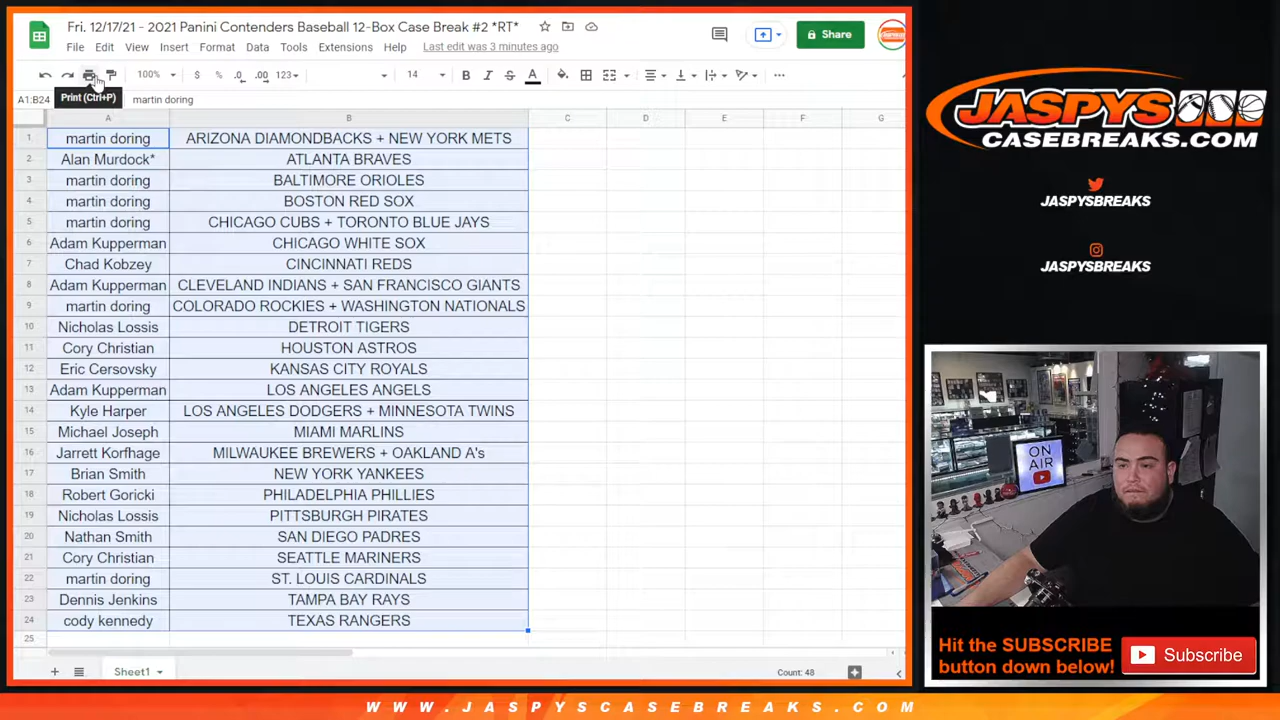 Fri. 12/17/21 - 2021 Panini Contenders Baseball 12-Box Case Break #2 *RT*
File Edit View Insert Format Data Tools Extensions Help Last edit was 3 minutes ago
Share
100% $ % .0 .00 123 14 B I S A
Print (Ctrl+P)
A1:B24 martin doring
A B C D E F G
1 martin doring ARIZONA DIAMONDBACKS + NEW YORK METS
2 Alan Murdock* ATLANTA BRAVES
3 martin doring BALTIMORE ORIOLES
4 martin doring BOSTON RED SOX
5 martin doring CHICAGO CUBS + TORONTO BLUE JAYS
6 Adam Kupperman CHICAGO WHITE SOX
7 Chad Kobzey CINCINNATI REDS
8 Adam Kupperman CLEVELAND INDIANS + SAN FRANCISCO GIANTS
9 martin doring COLORADO ROCKIES + WASHINGTON NATIONALS
10 Nicholas Lossis DETROIT TIGERS
11 Cory Christian HOUSTON ASTROS
12 Eric Cersovsky KANSAS CITY ROYALS
13 Adam Kupperman LOS ANGELES ANGELS
14 Kyle Harper LOS ANGELES DODGERS + MINNESOTA TWINS
15 Michael Joseph MIAMI MARLINS
16 Jarrett Korfhage MILWAUKEE BREWERS + OAKLAND A's
17 Brian Smith NEW YORK YANKEES
18 Robert Goricki PHILADELPHIA PHILLIES
19 Nicholas Lossis PITTSBURGH PIRATES
20 Nathan Smith SAN DIEGO PADRES
21 Cory Christian SEATTLE MARINERS
22 martin doring ST. LOUIS CARDINALS
23 Dennis Jenkins TAMPA BAY RAYS
24 cody kennedy TEXAS RANGERS
25
Sheet1
Count: 48
JASPYS
CASEBREAKS.COM
JASPYSBREAKS
JASPYSBREAKS
ON
AIR
Hit the SUBSCRIBE
button down below!
Subscribe
WWW.JASPYSCASEBREAKS.COM